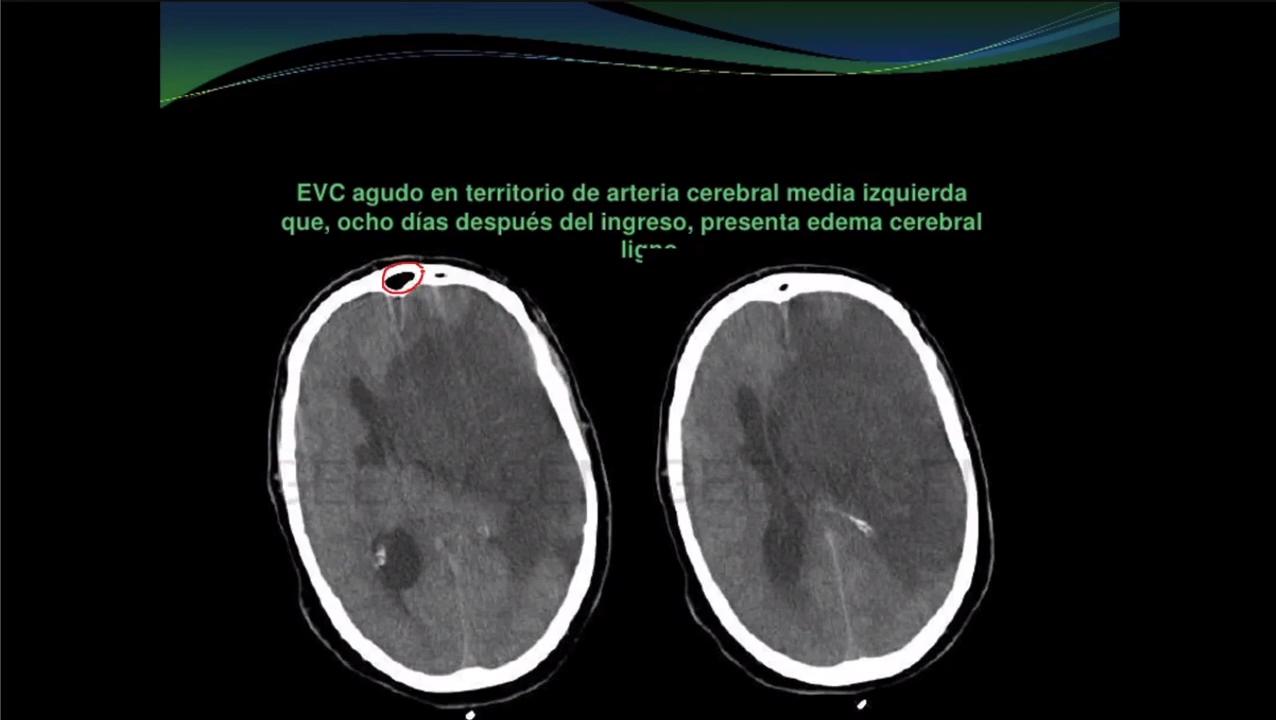 EVC agudo en territorio de arteria cerebral media izquierda
que, ocho días después del ingreso, presenta edema cerebral